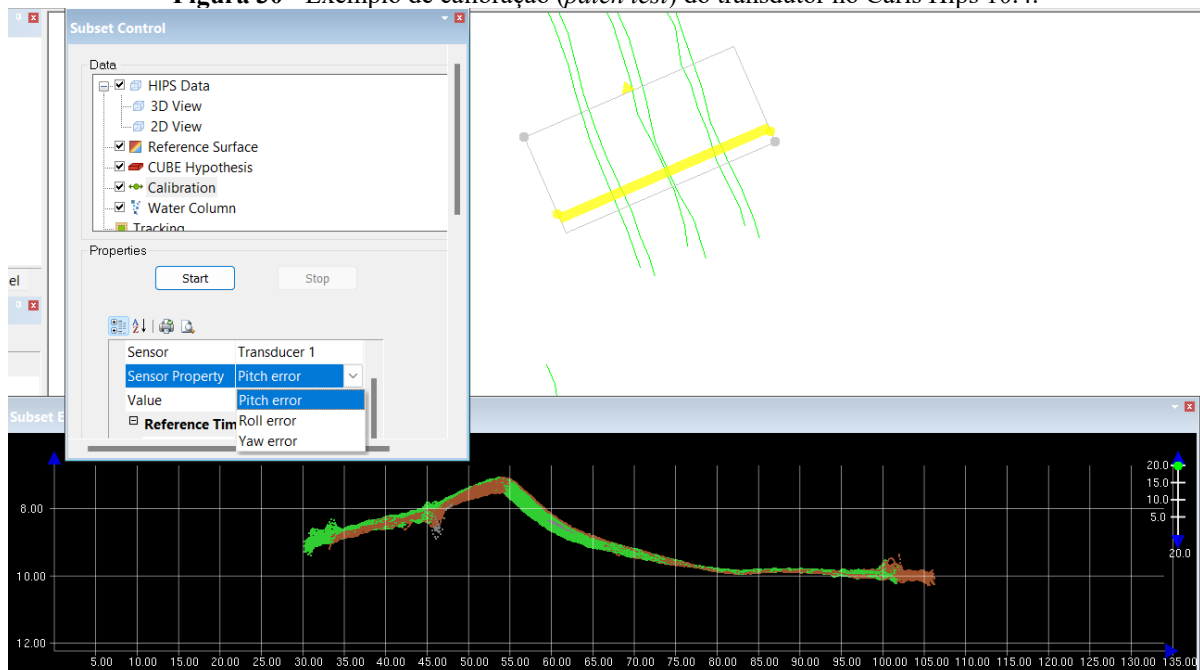 Figura 30 - Exemplo de calibração (patch test) do transdutor no Caris Hips 10.4.
Subset Control
Data
HIPS Data
3D View
2D View
Reference Surface
CUBE Hypothesis
Calibration
Water Column
Tracking
Properties
Start
Stop
el
Sensor
Transducer 1
Sensor Property
Pitch error
Value
Pitch error
Reference Tim
Roll error
Yaw error
Subset E
20.0
15.0
10.0
5.0
20.0
8.00
10.00
12.00
5.00 10.00 15.00 20.00 25.00 30.00 35.00 40.00 45.00 50.00 55.00 60.00 65.00 70.00 75.00 80.00 85.00 90.00 95.00 100.00 105.00 110.00 115.00 120.00 125.00 130.00 135.00